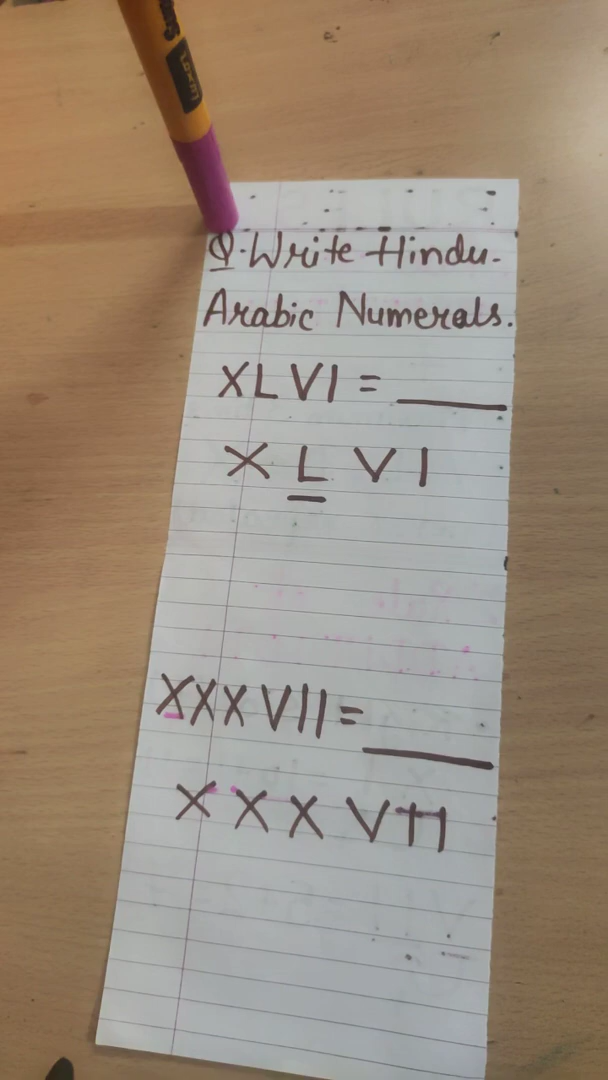 Q. Write Hindu-
Arabic Numerals.
XLVI = ____
X L V I
XXXVII = ____
X X X V I I